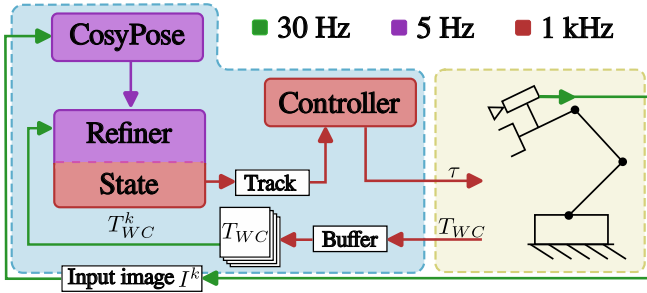 CosyPose
30 Hz
5 Hz
1 kHz
Controller
Refiner
State
Track
τ
T_{WC}^k
T_{WC}
Buffer
T_{WC}
Input image I^k